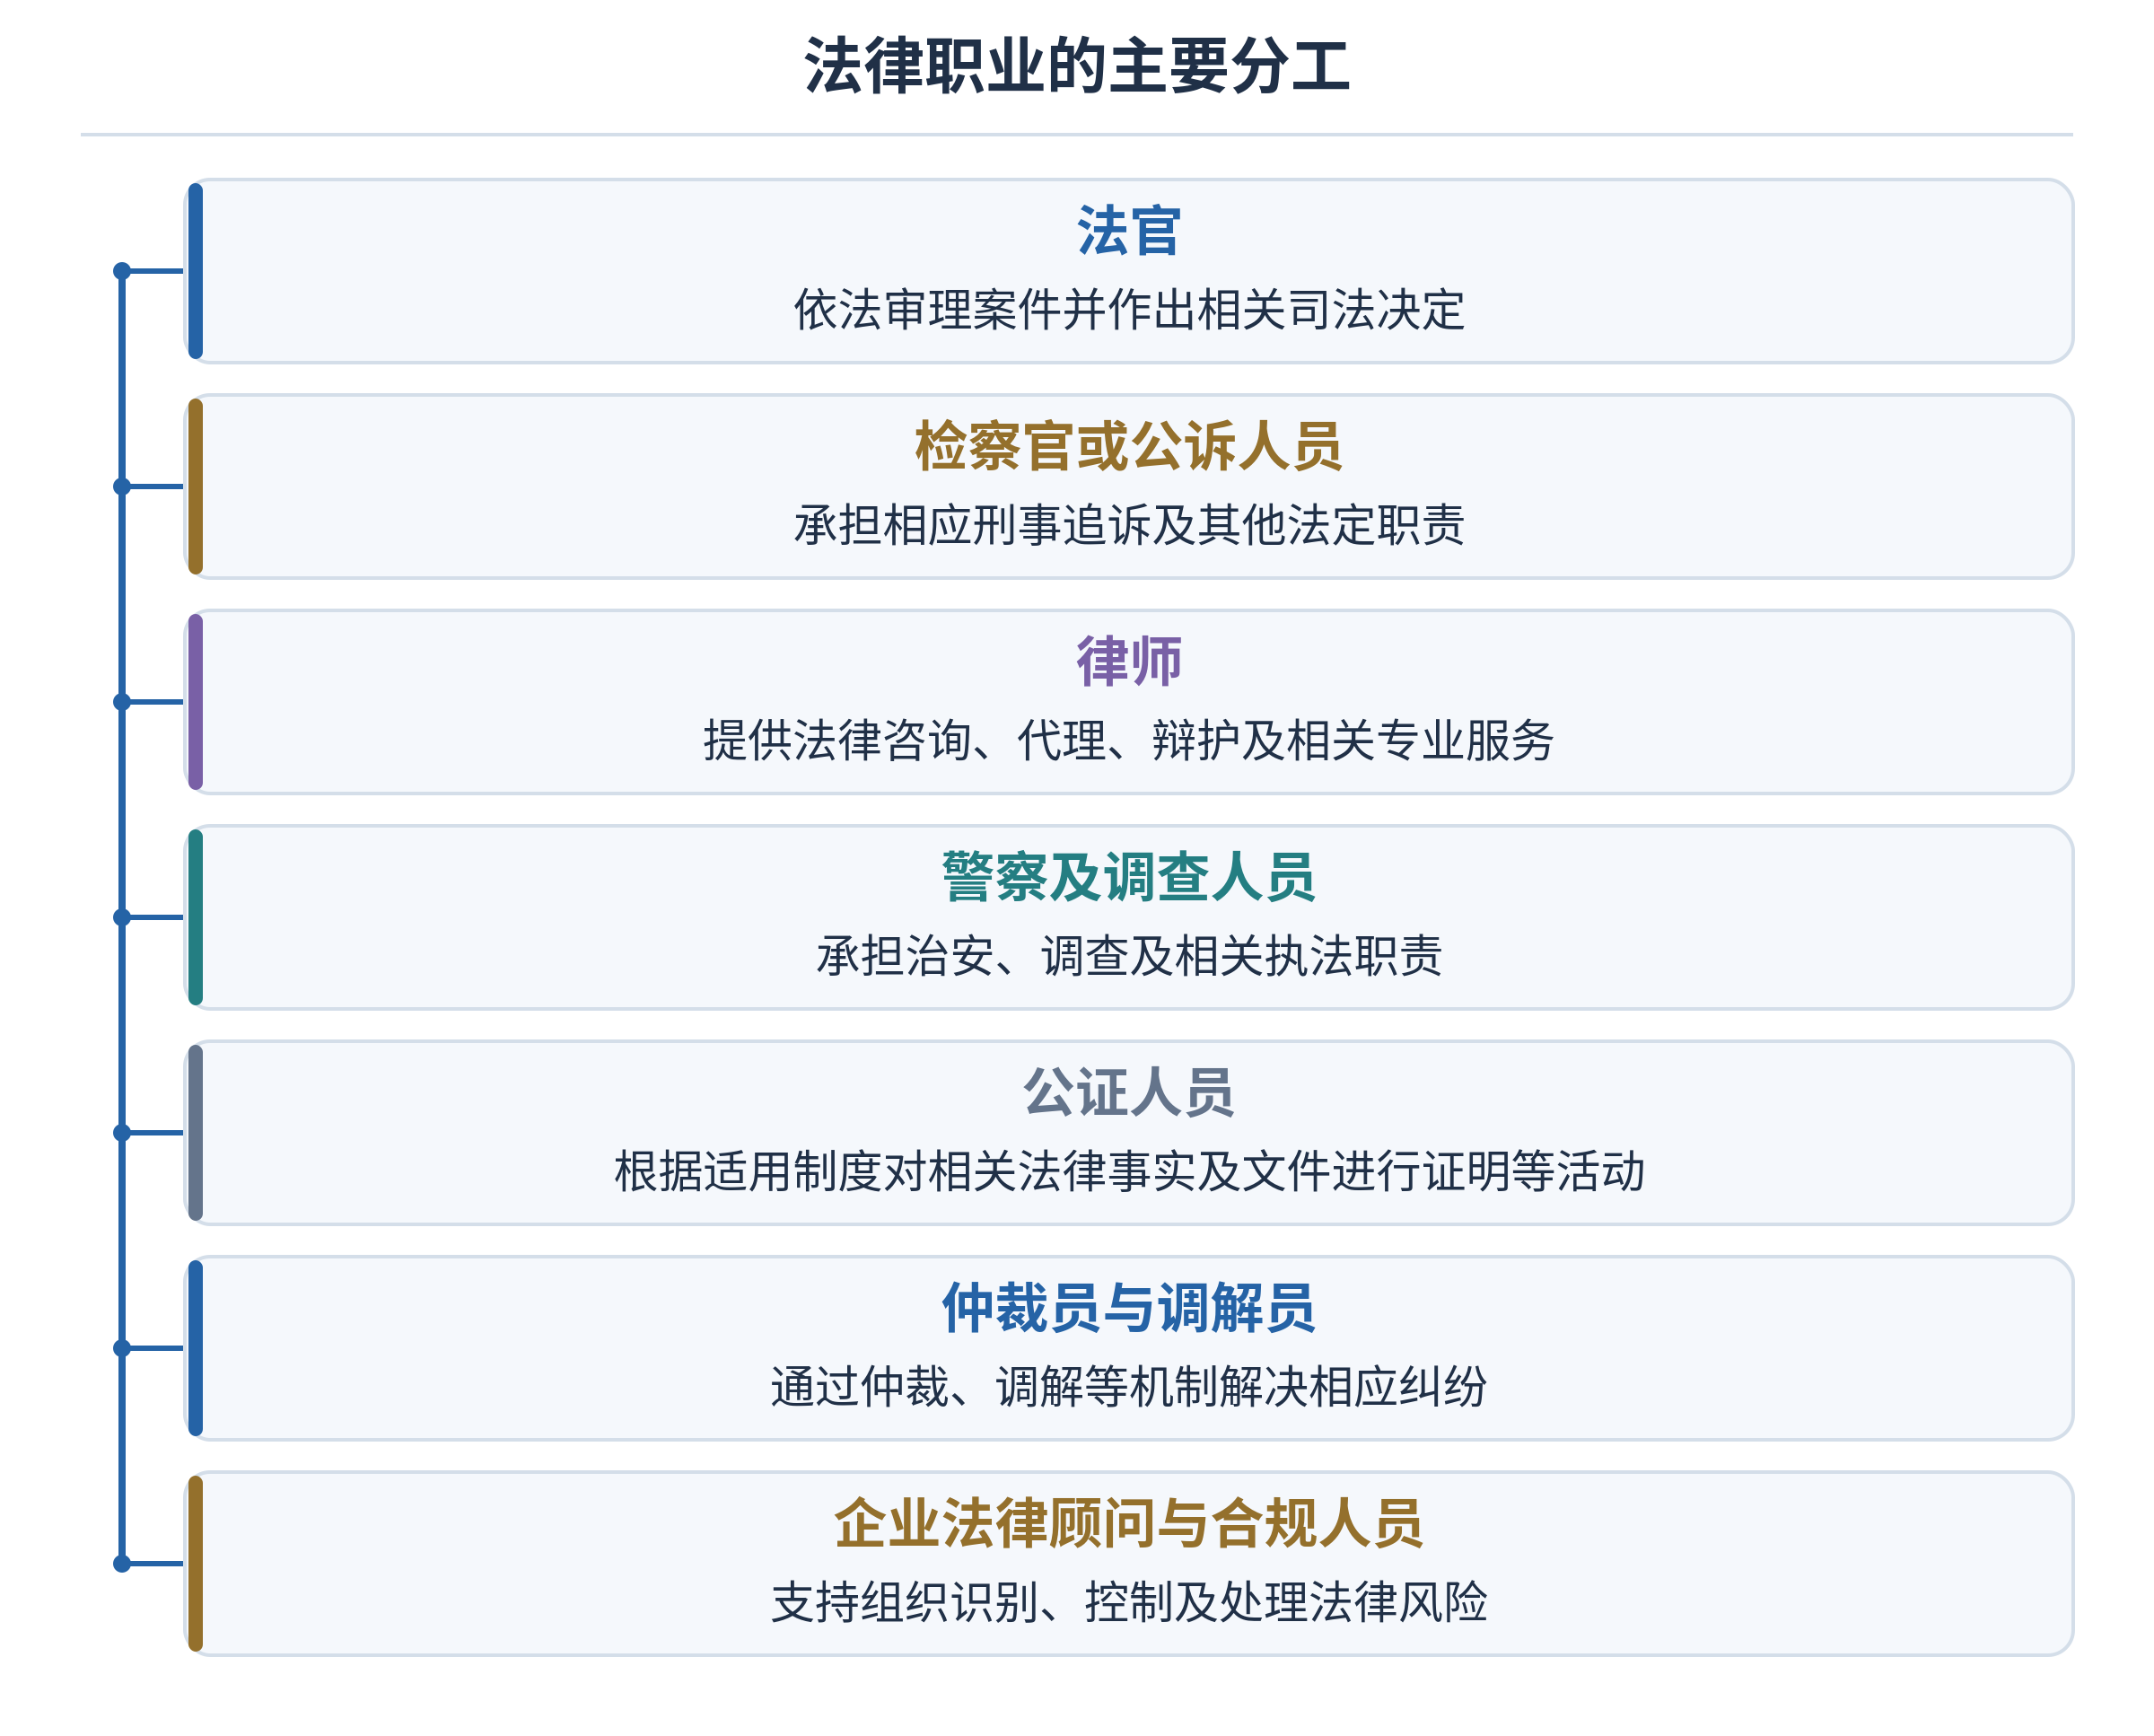 法律职业的主要分工
法官
依法审理案件并作出相关司法决定
检察官或公诉人员
承担相应刑事追诉及其他法定职责
律师
提供法律咨询、代理、辩护及相关专业服务
警察及调查人员
承担治安、调查及相关执法职责
公证人员
根据适用制度对相关法律事实及文件进行证明等活动
仲裁员与调解员
通过仲裁、调解等机制解决相应纠纷
企业法律顾问与合规人员
支持组织识别、控制及处理法律风险